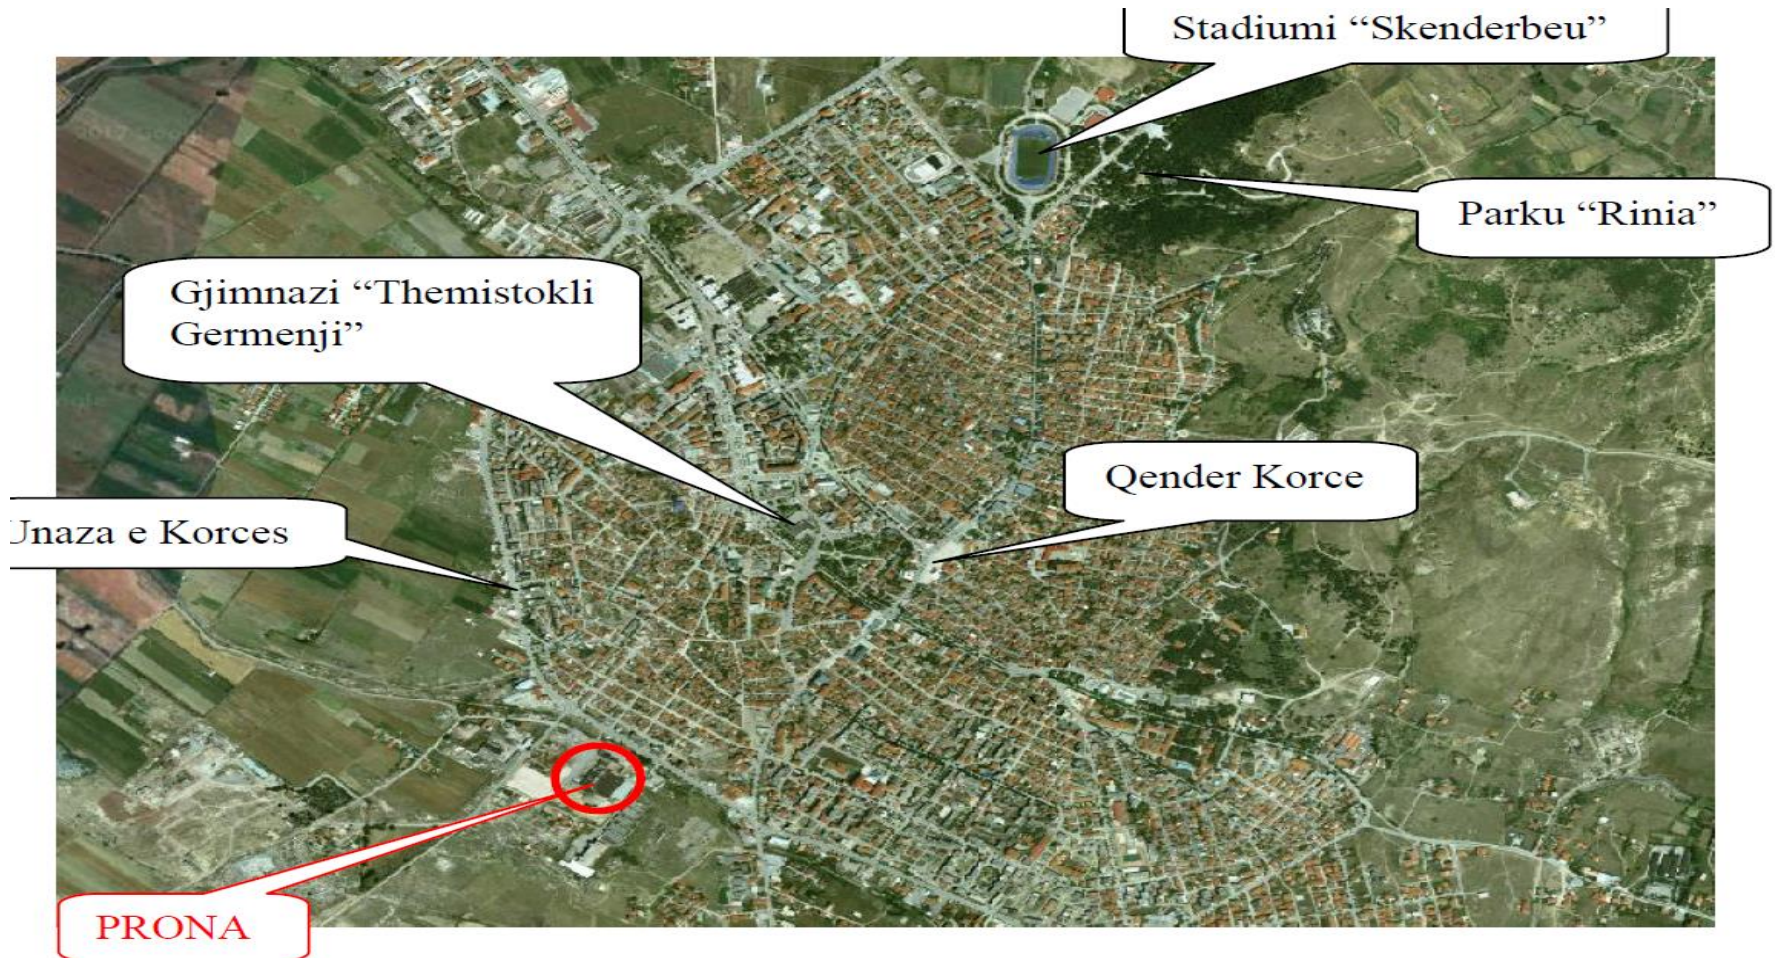 Stadiumi “Skenderbeu”
Parku “Rinia”
Gjimnazi “Themistokli
Germenji”
Qender Korce
Unaza e Korces
PRONA